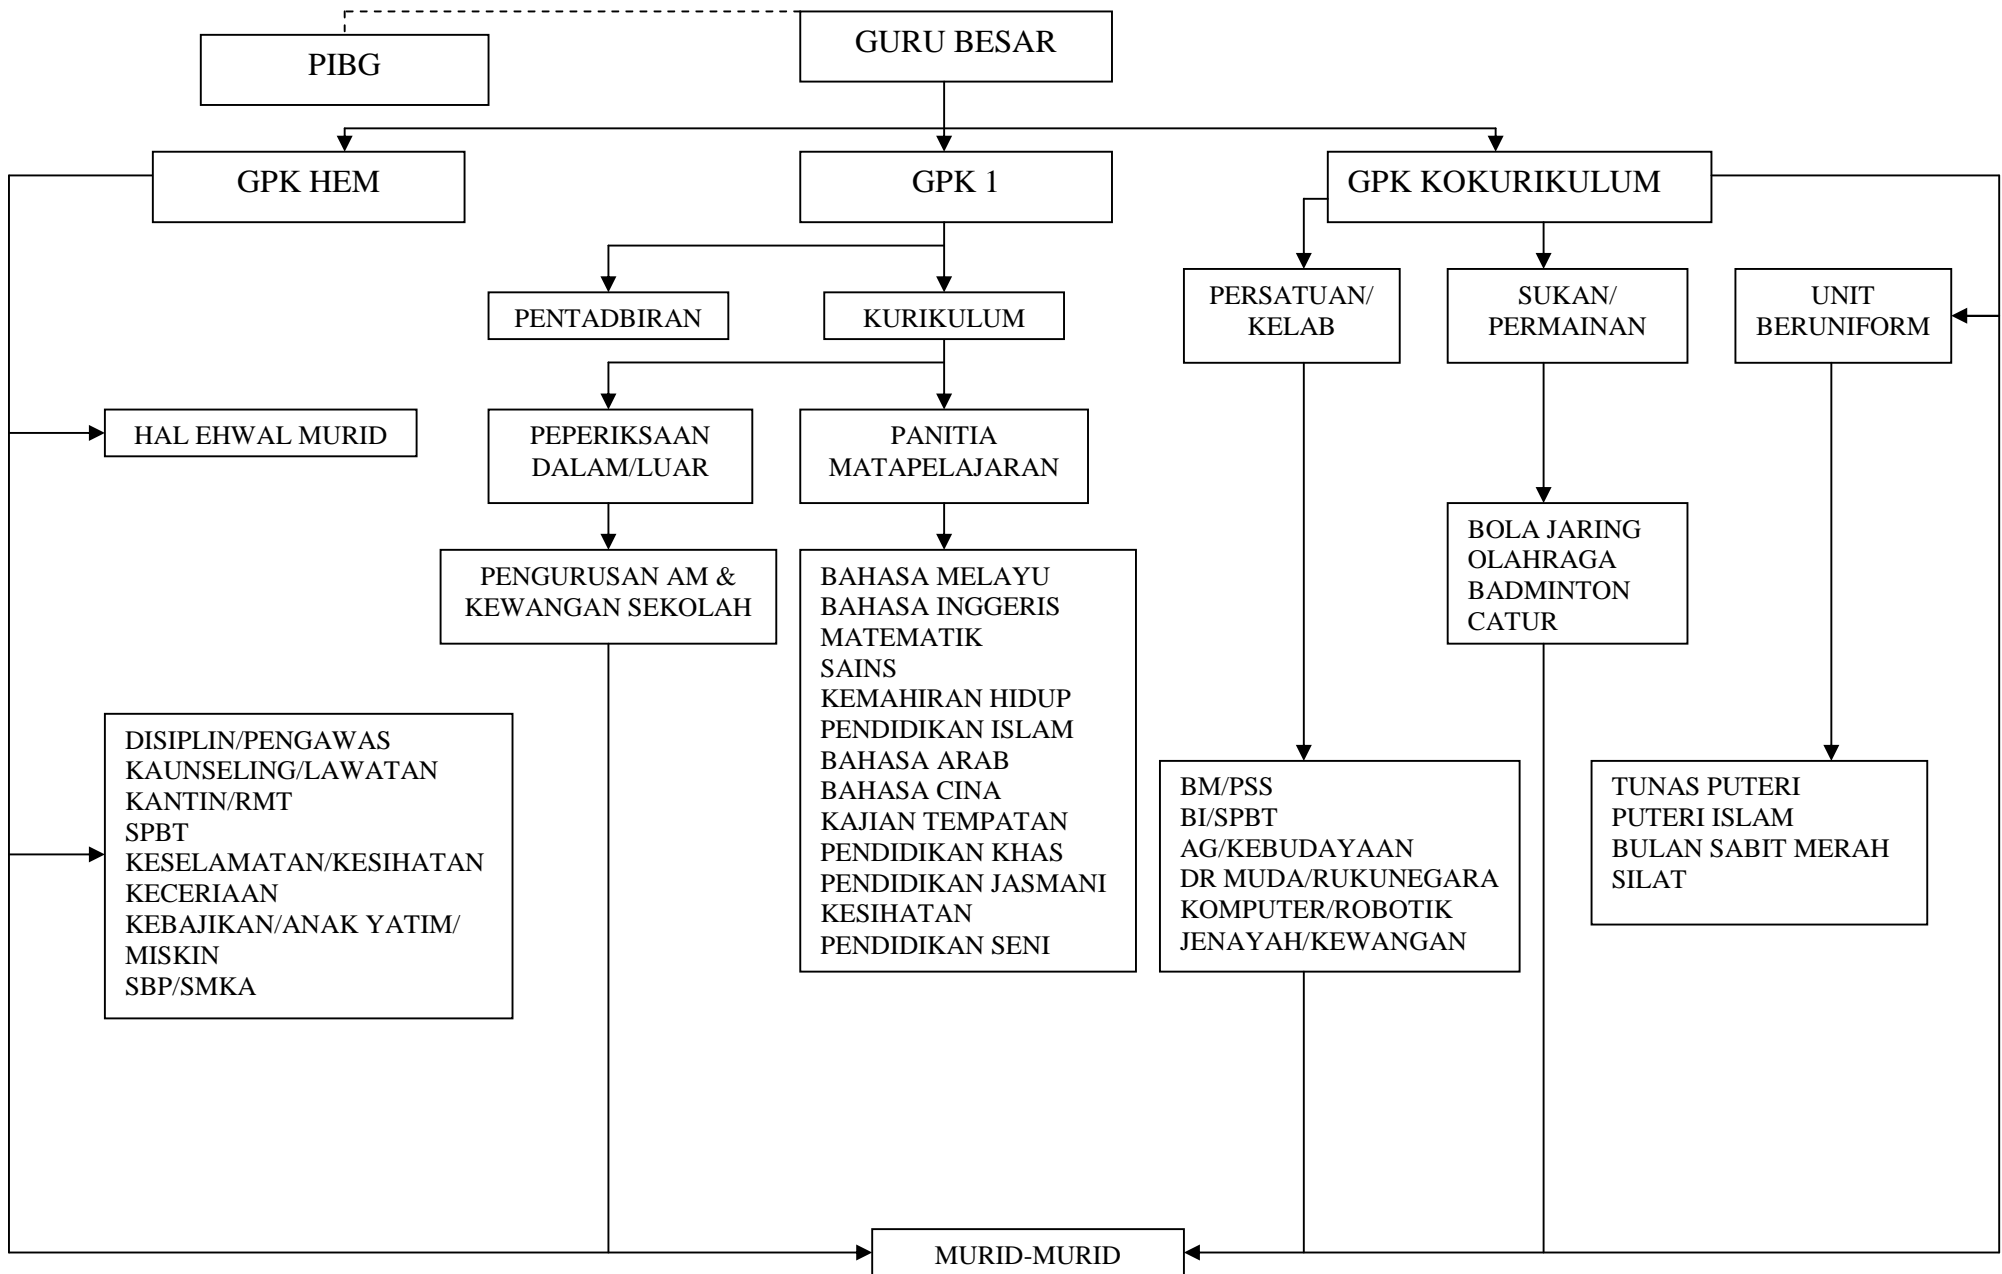 GURU BESAR
PIBG
GPK HEM
GPK 1
GPK KOKURIKULUM
PENTADBIRAN
KURIKULUM
PERSATUAN/
KELAB
SUKAN/
PERMAINAN
UNIT
BERUNIFORM
HAL EHWAL MURID
PEPERIKSAAN
DALAM/LUAR
PANITIA
MATAPELAJARAN
PENGURUSAN AM &
KEWANGAN SEKOLAH
BAHASA MELAYU
BAHASA INGGERIS
MATEMATIK
SAINS
KEMAHIRAN HIDUP
PENDIDIKAN ISLAM
BAHASA ARAB
BAHASA CINA
KAJIAN TEMPATAN
PENDIDIKAN KHAS
PENDIDIKAN JASMANI
KESIHATAN
PENDIDIKAN SENI
BOLA JARING
OLAHRAGA
BADMINTON
CATUR
DISIPLIN/PENGAWAS
KAUNSELING/LAWATAN
KANTIN/RMT
SPBT
KESELAMATAN/KESIHATAN
KECERIAAN
KEBAJIKAN/ANAK YATIM/
MISKIN
SBP/SMKA
BM/PSS
BI/SPBT
AG/KEBUDAYAAN
DR MUDA/RUKUNEGARA
KOMPUTER/ROBOTIK
JENAYAH/KEWANGAN
TUNAS PUTERI
PUTERI ISLAM
BULAN SABIT MERAH
SILAT
MURID-MURID